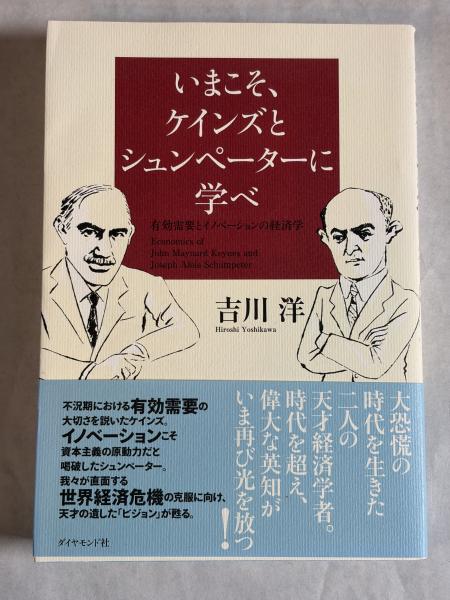 いまこそ、
ケインズと
シュンペーターに
学べ
有効需要とイノベーションの経済学
Economics of
John Maynard Keynes and
Joseph Alois Schumpeter
吉川 洋
Hiroshi Yoshikawa
大恐慌の
時代を生きた
二人の
天才経済学者。
時代を超え、
偉大な英知が
いま再び光を放つ!
不況期における有効需要の
大切さを説いたケインズ。
イノベーションこそ
資本主義の原動力だと
喝破したシュンペーター。
我々が直面する
世界経済危機の克服に向け、
天才の遺した「ビジョン」が甦る。
ダイヤモンド社